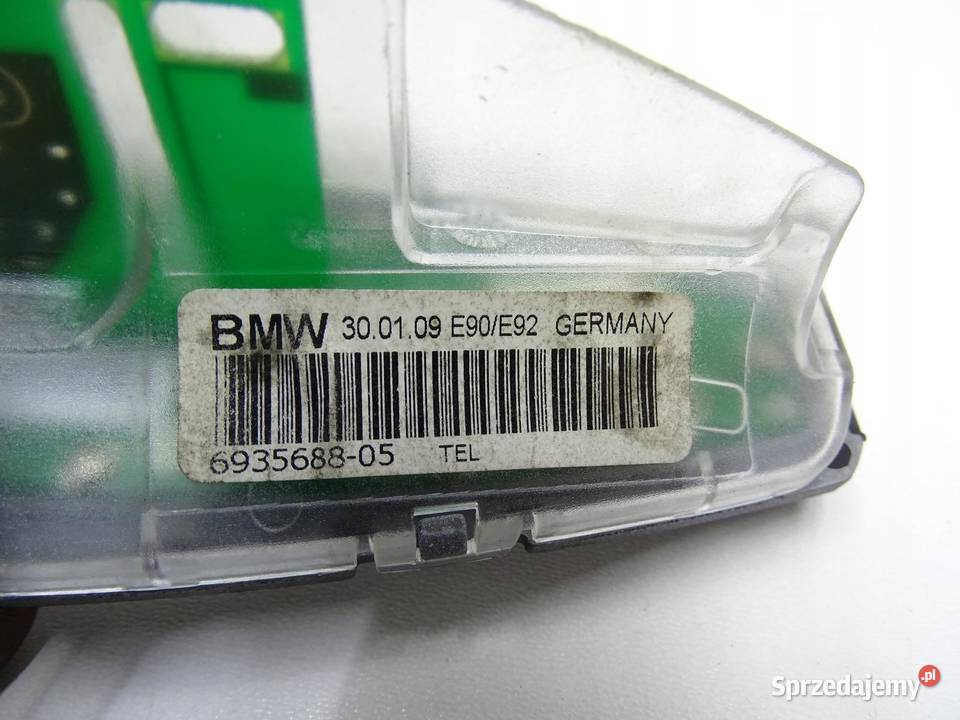 BMW 30.01.09 E90/E92 GERMANY
6935688-05 TEL
Sprzedajemy.pl